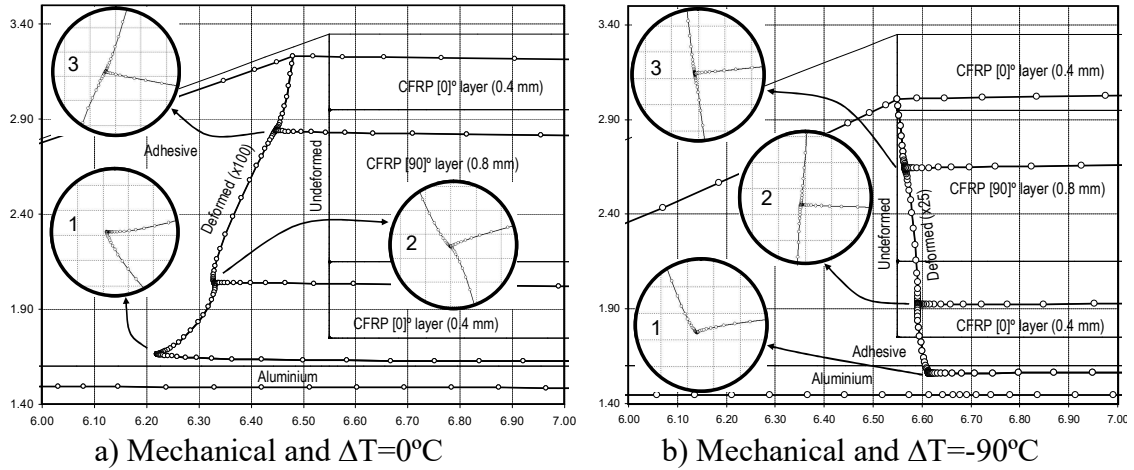 3.40
2.90
2.40
1.90
1.40
6.00
6.10
6.20
6.30
6.40
6.50
6.60
6.70
6.80
6.90
7.00
3
1
2
CFRP [0]º layer (0.4 mm)
Adhesive
CFRP [90]º layer (0.8 mm)
Deformed (x100)
Undeformed
CFRP [0]º layer (0.4 mm)
Aluminium
a) Mechanical and ΔT=0ºC
3.40
2.90
2.40
1.90
1.40
6.00
6.10
6.20
6.30
6.40
6.50
6.60
6.70
6.80
6.90
7.00
3
2
1
CFRP [0]º layer (0.4 mm)
CFRP [90]º layer (0.8 mm)
Undeformed
Deformed (x25)
CFRP [0]º layer (0.4 mm)
Adhesive
Aluminium
b) Mechanical and ΔT=-90ºC